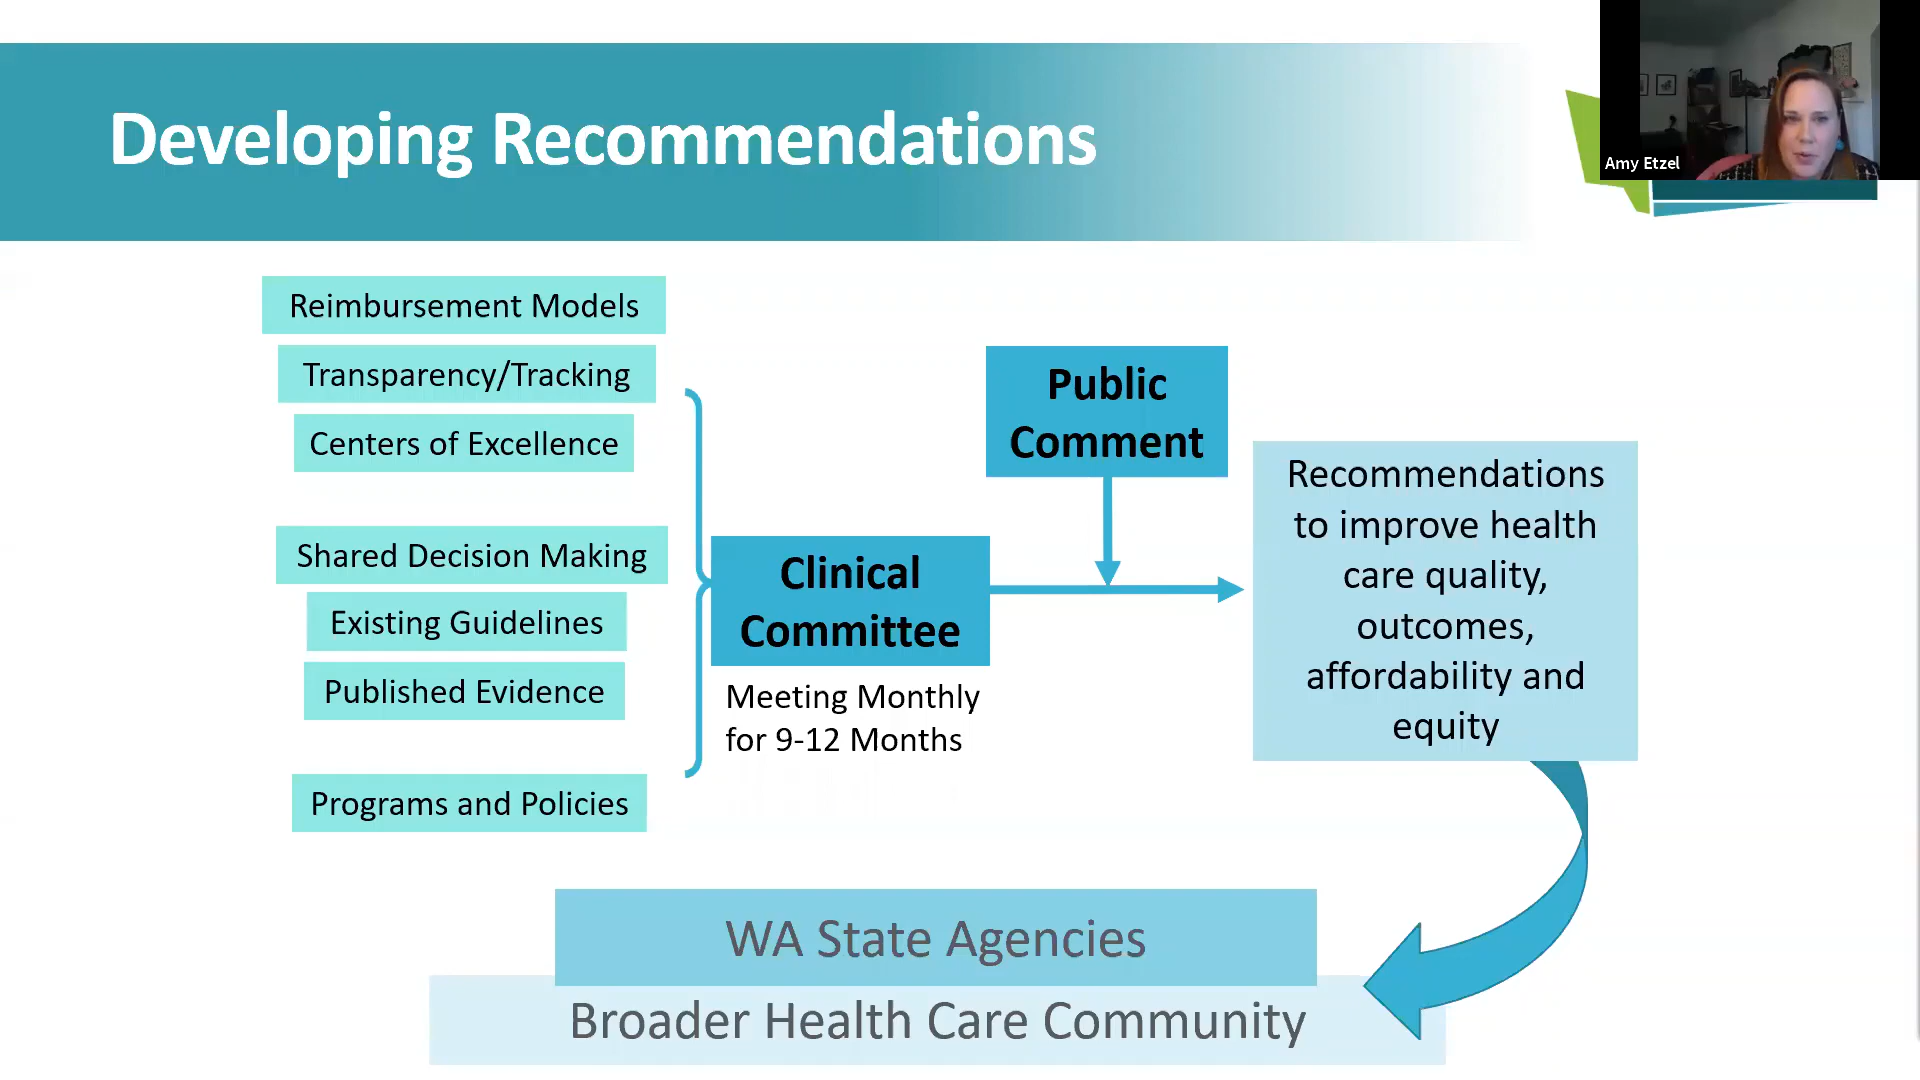 Developing Recommendations
Amy Etzel
Reimbursement Models
Transparency/Tracking
Centers of Excellence
Shared Decision Making
Existing Guidelines
Published Evidence
Programs and Policies
Clinical
Committee
Meeting Monthly
for 9-12 Months
Public
Comment
Recommendations
to improve health
care quality,
outcomes,
affordability and
equity
WA State Agencies
Broader Health Care Community